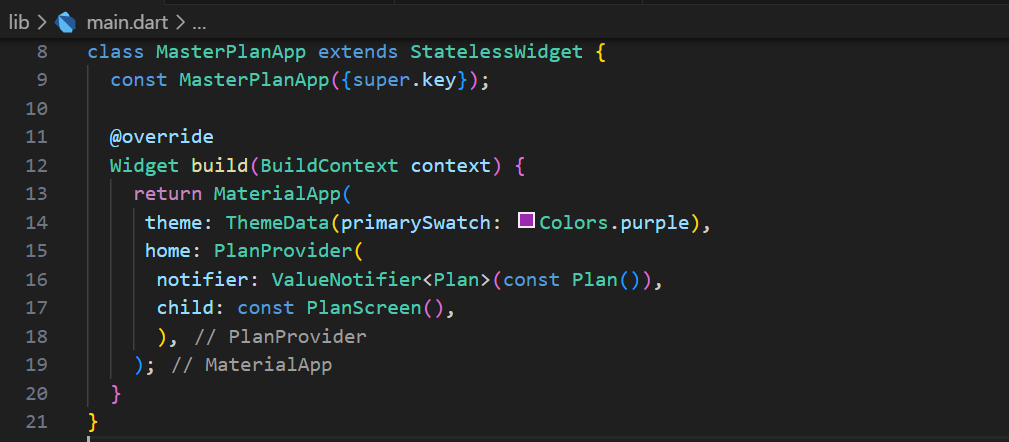 lib > main.dart > ...
8 class MasterPlanApp extends StatelessWidget {
9 const MasterPlanApp({super.key});
10
11 @override
12 Widget build(BuildContext context) {
13 return MaterialApp(
14 theme: ThemeData(primarySwatch: Colors.purple),
15 home: PlanProvider(
16 notifier: ValueNotifier<Plan>(const Plan()),
17 child: const PlanScreen(),
18 ), // PlanProvider
19 ); // MaterialApp
20 }
21 }